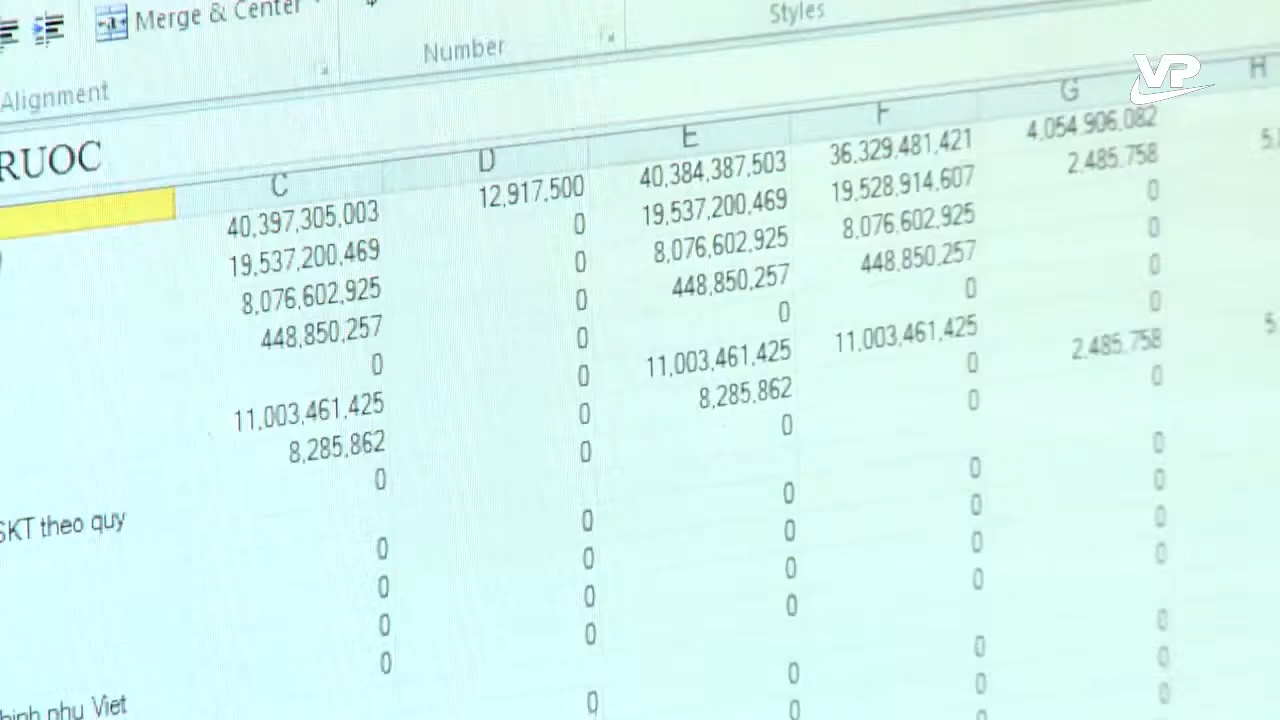 Merge & Center
Alignment
Number
Styles
VP
RUOC
C D E F G H
40,397,305,003 12,917,500 40,384,387,503 36,329,481,421 4,054,906,082
19,537,200,469 0 19,537,200,469 19,528,914,607 2,485,758
8,076,602,925 0 8,076,602,925 8,076,602,925 0
448,850,257 0 448,850,257 448,850,257 0
0 0 0 0 0
11,003,461,425 0 11,003,461,425 11,003,461,425 0
8,285,862 0 8,285,862 0 2,485,758
0 0 0 0 0
SKT theo quy
0 0 0 0 0
0 0 0 0 0
0 0 0 0 0
0 0 0 0 0
hinh phu Viet
0 0 0 0
0 0 0
0 0